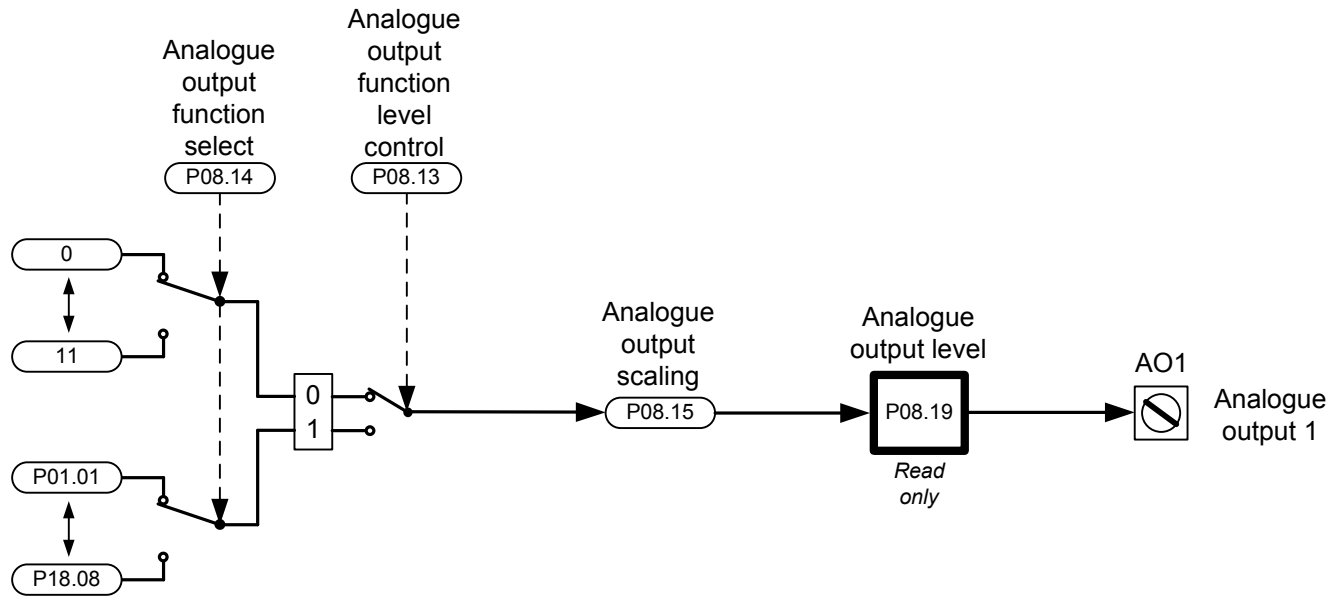 Analogue
output
function
select
P08.14
Analogue
output
function
level
control
P08.13
0
11
P01.01
P18.08
0
1
Analogue
output
scaling
P08.15
Analogue
output level
P08.19
Read
only
AO1
Analogue
output 1